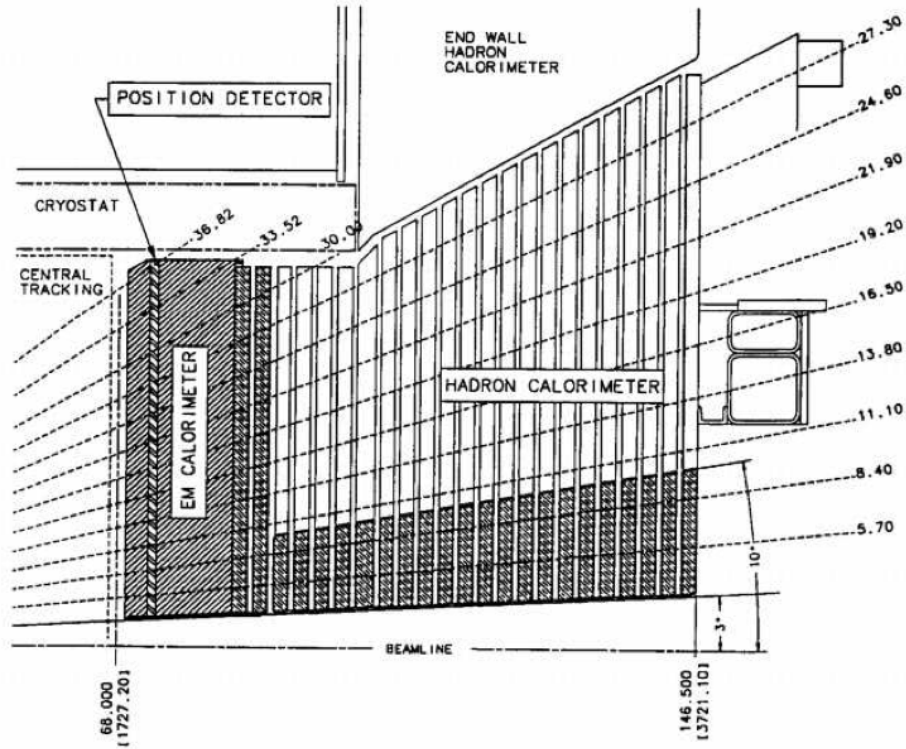 END WALL
HADRON
CALORIMETER
27.30
24.60
21.90
19.20
16.50
13.80
11.10
8.40
5.70
POSITION DETECTOR
CRYOSTAT
36.82
33.52
30.00
CENTRAL
TRACKING
EM CALORIMETER
HADRON CALORIMETER
10°
3°
BEAMLINE
68.000
[1727.20]
146.500
[3721.10]